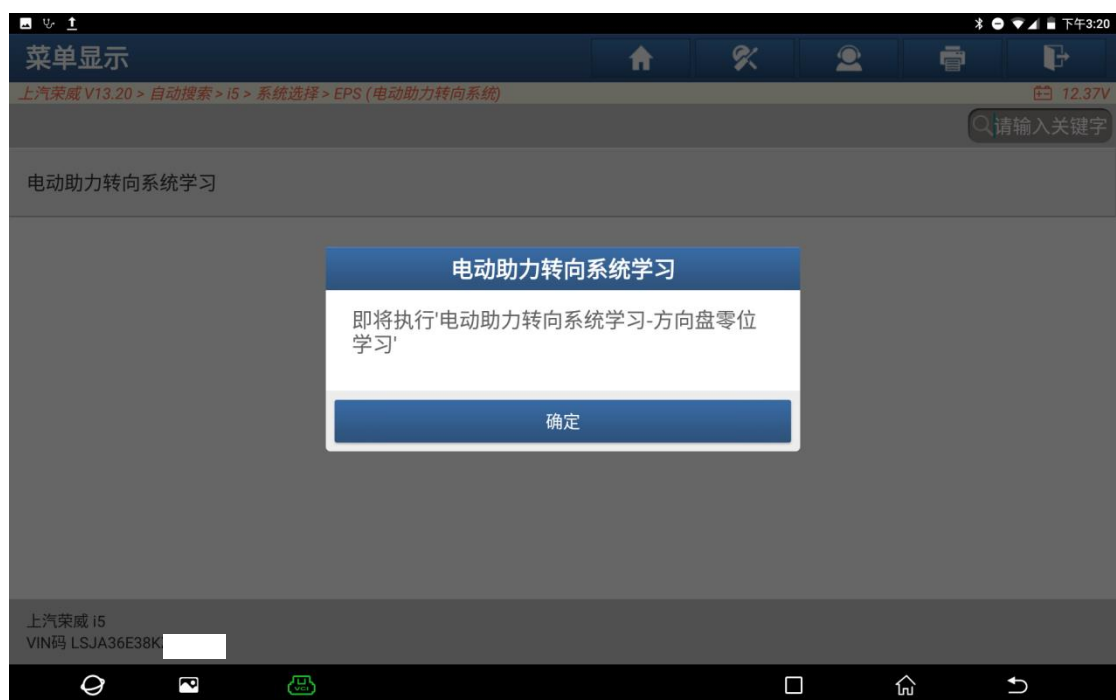 下午3:20
菜单显示
上汽荣威 V13.20 > 自动搜索 > i5 > 系统选择 > EPS (电动助力转向系统)
12.37V
请输入关键字
电动助力转向系统学习
电动助力转向系统学习
即将执行'电动助力转向系统学习-方向盘零位
学习'
确定
上汽荣威 i5
VIN码 LSJA36E38K
VCI